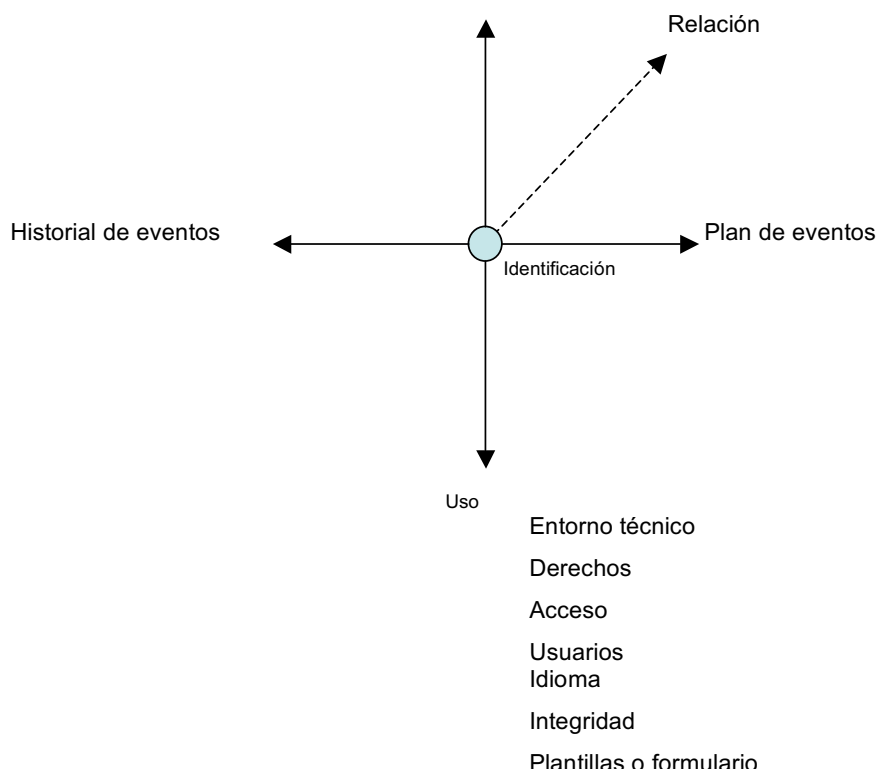 Relación
Historial de eventos
Plan de eventos
Identificación
Uso
Entorno técnico
Derechos
Acceso
Usuarios
Idioma
Integridad
Plantillas o formulario